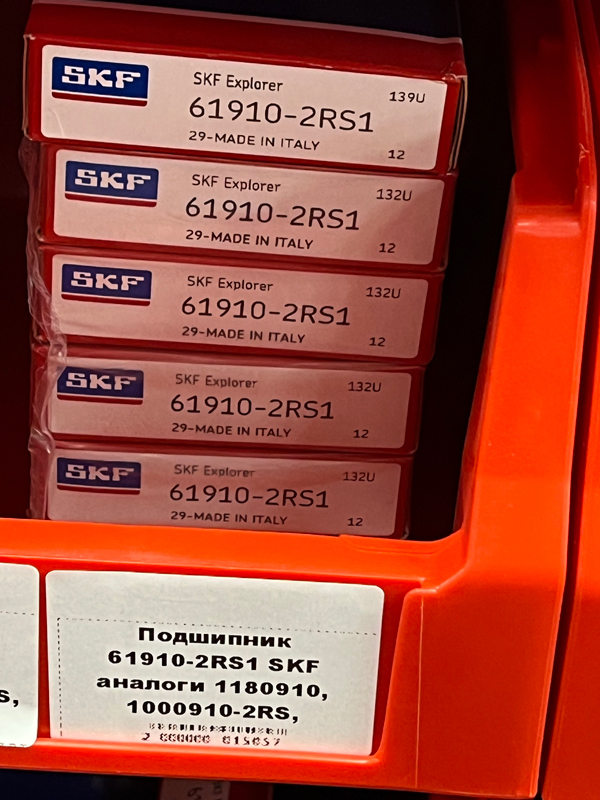 SKF
SKF Explorer
139U
61910-2RS1
29-MADE IN ITALY
12
SKF
SKF Explorer
132U
61910-2RS1
29-MADE IN ITALY
12
SKF
SKF Explorer
132U
61910-2RS1
29-MADE IN ITALY
12
SKF
SKF Explorer
132U
61910-2RS1
29-MADE IN ITALY
12
SKF
SKF Explorer
132U
61910-2RS1
29-MADE IN ITALY
12
Подшипник
61910-2RS1 SKF
аналоги 1180910,
1000910-2RS,
S,